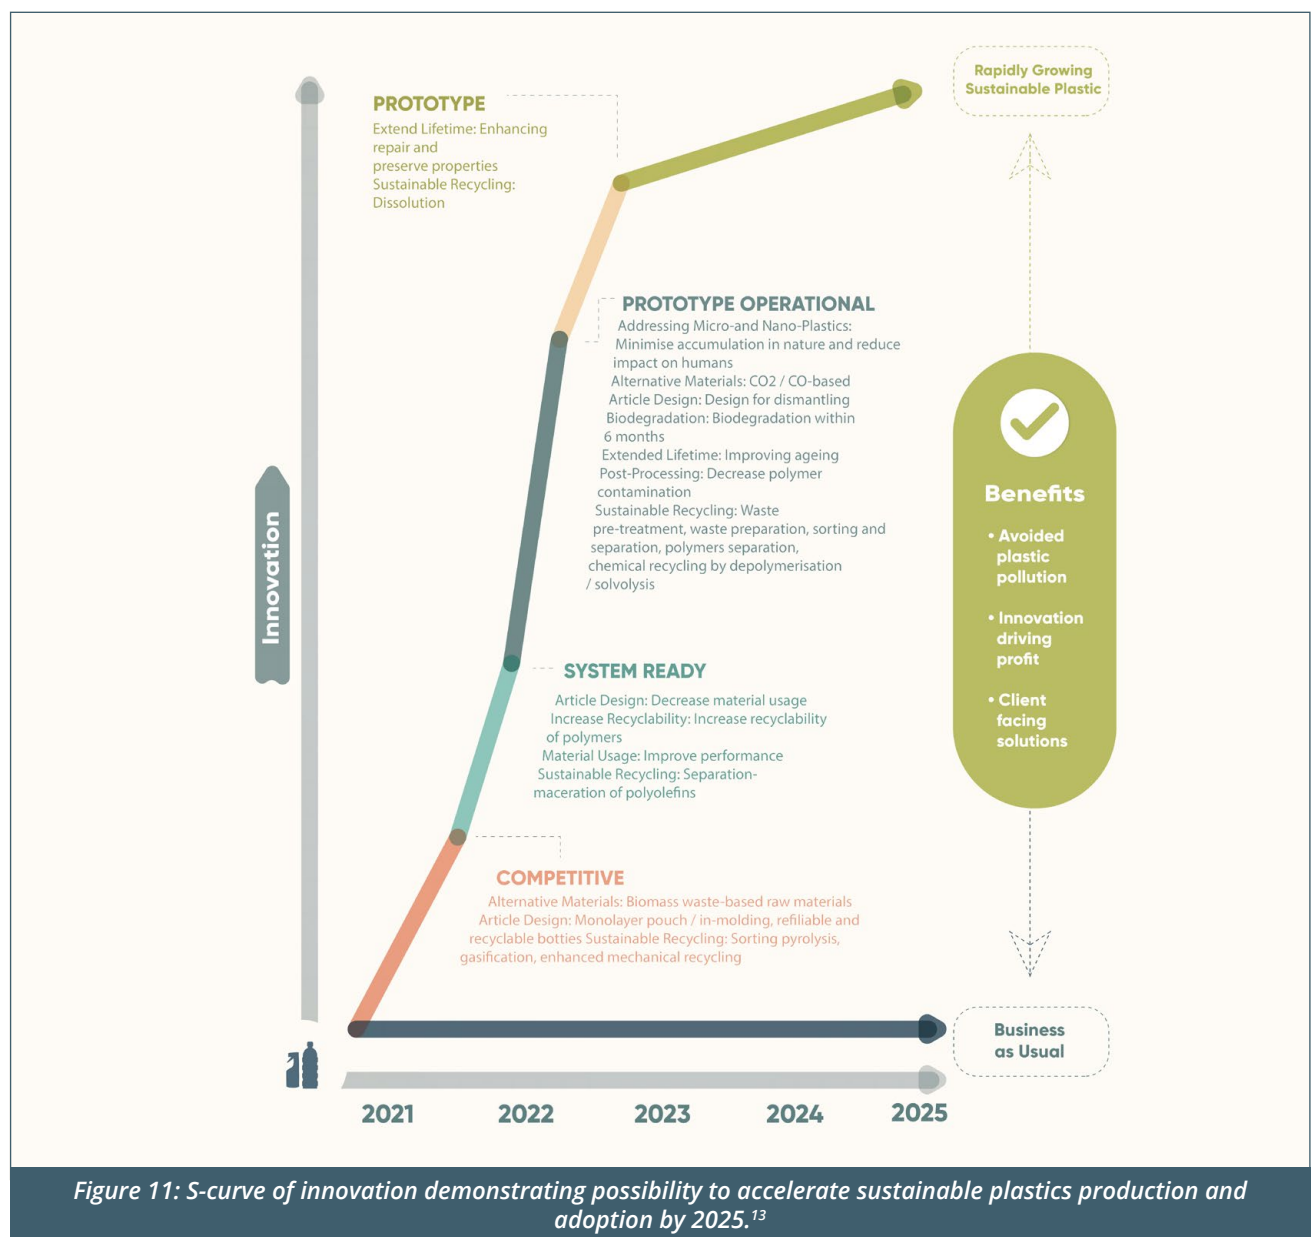 Rapidly Growing
Sustainable Plastic
PROTOTYPE
Extend Lifetime: Enhancing
repair and
preserve properties
Sustainable Recycling:
Dissolution
PROTOTYPE OPERATIONAL
Addressing Micro-and Nano-Plastics:
Minimise accumulation in nature and reduce
impact on humans
Alternative Materials: CO2 / CO-based
Article Design: Design for dismantling
Biodegradation: Biodegradation within
6 months
Extended Lifetime: Improving ageing
Post-Processing: Decrease polymer
contamination
Sustainable Recycling: Waste
pre-treatment, waste preparation, sorting and
separation, polymers separation,
chemical recycling by depolymerisation
/ solvolysis
Benefits
• Avoided
plastic
pollution
• Innovation
driving
profit
• Client
facing
solutions
Innovation
SYSTEM READY
Article Design: Decrease material usage
Increase Recyclability: Increase recyclability
of polymers
Material Usage: Improve performance
Sustainable Recycling: Separation-
maceration of polyolefins
COMPETITIVE
Alternative Materials: Biomass waste-based raw materials
Article Design: Monolayer pouch / in-molding, refiliable and
recyclable botties Sustainable Recycling: Sorting pyrolysis,
gasification, enhanced mechanical recycling
Business
as Usual
2021 2022 2023 2024 2025
Figure 11: S-curve of innovation demonstrating possibility to accelerate sustainable plastics production and
adoption by 2025.¹³